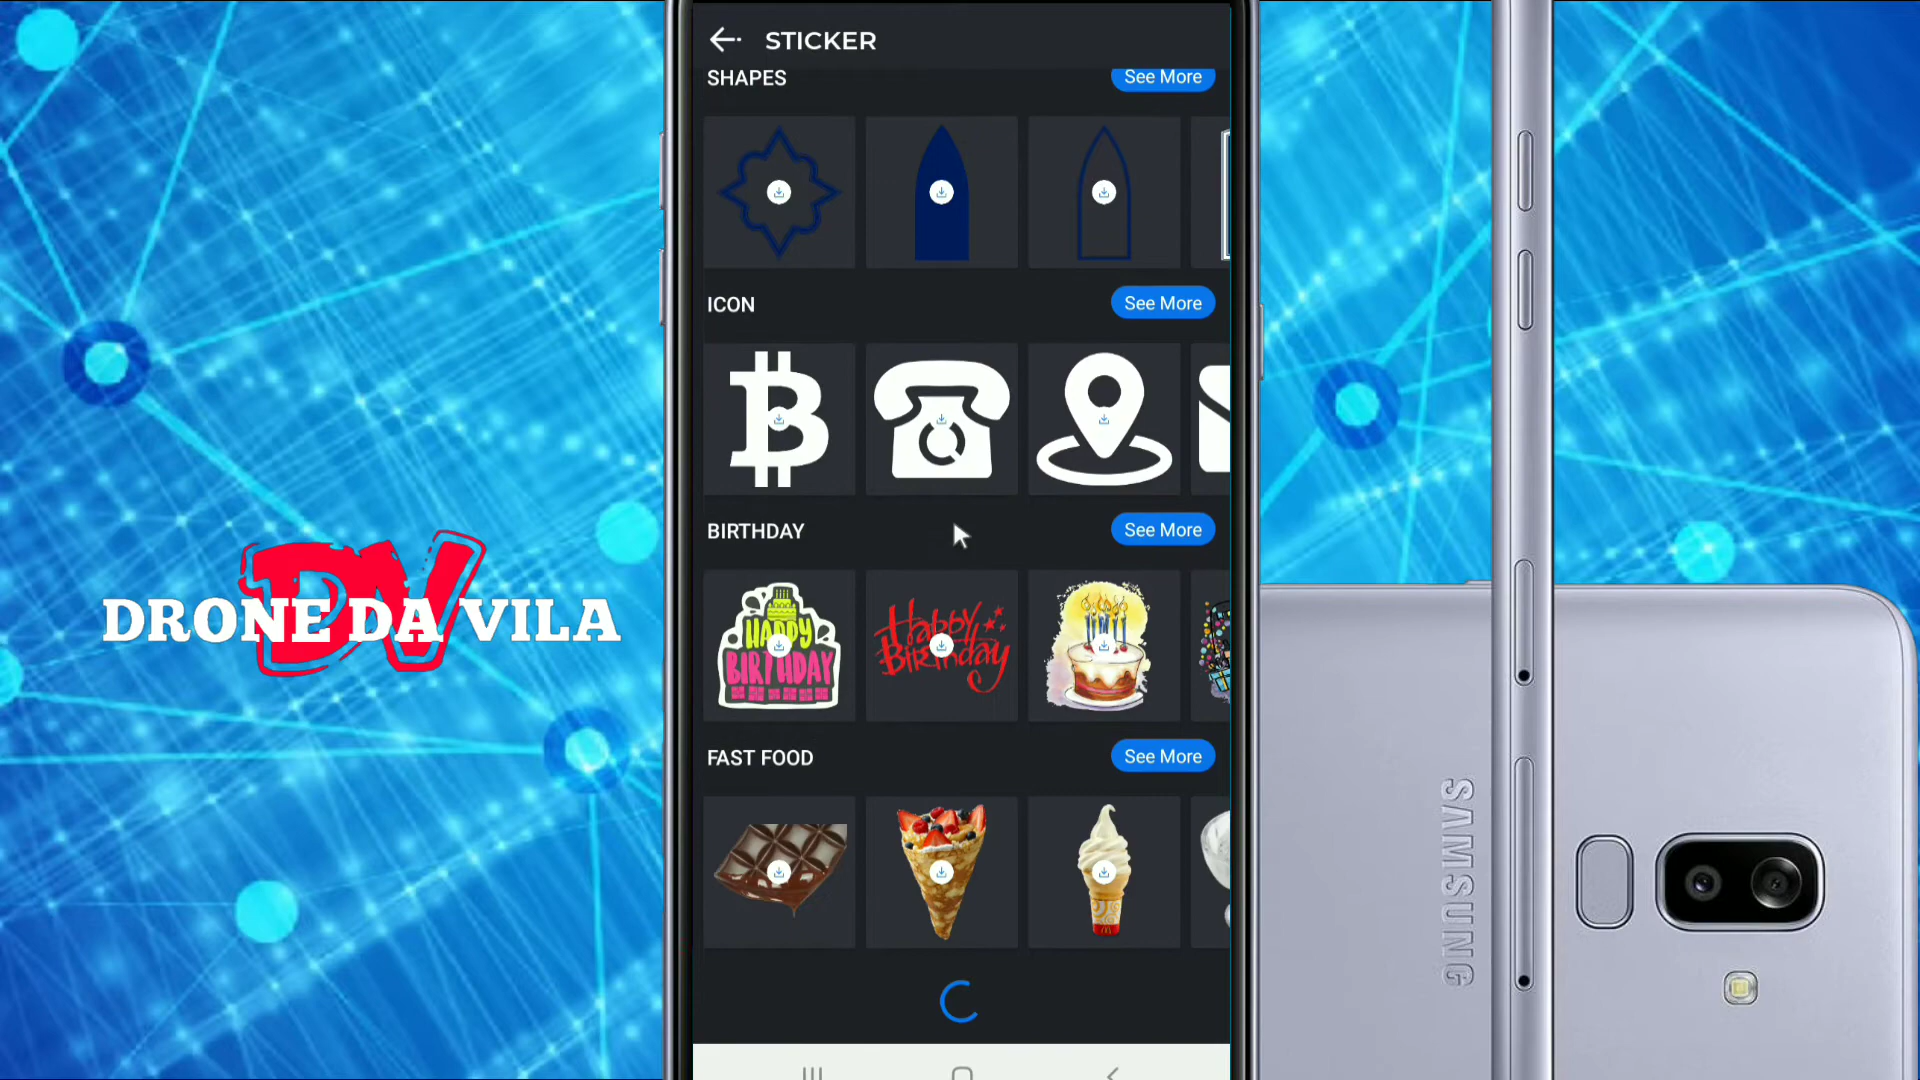 STICKER
SHAPES
See More
ICON
See More
BIRTHDAY
See More
HAPPY
BIRTHDAY
Happy
Birthday
FAST FOOD
See More
DV
DRONE DA VILA
SAMSUNG